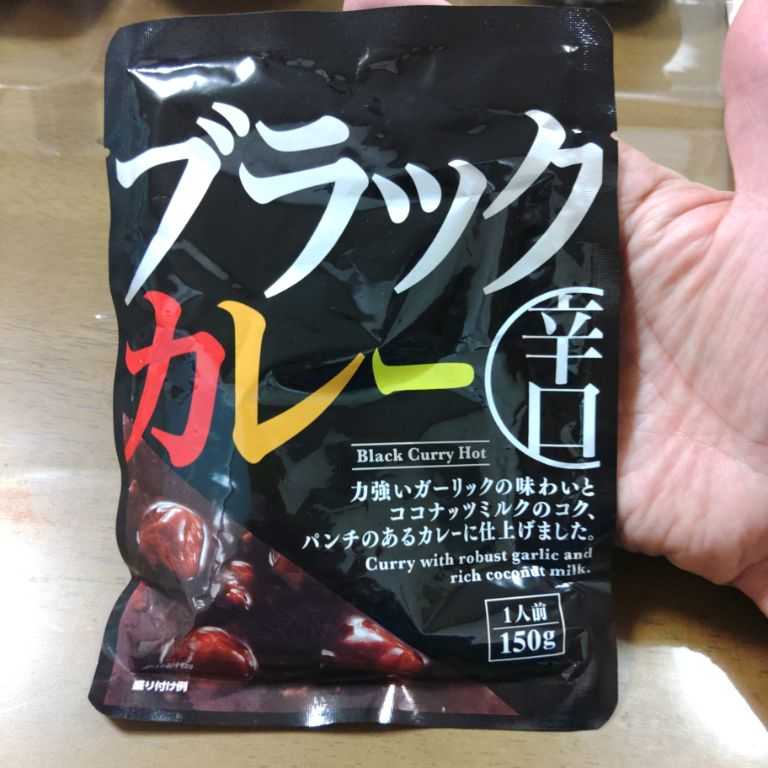 ブラック
カレー
辛口
Black Curry Hot
力強いガーリックの味わいと
ココナッツミルクのコク、
パンチのあるカレーに仕上げました。
Curry with robust garlic and
rich coconut milk.
1人前
150g
盛り付け例